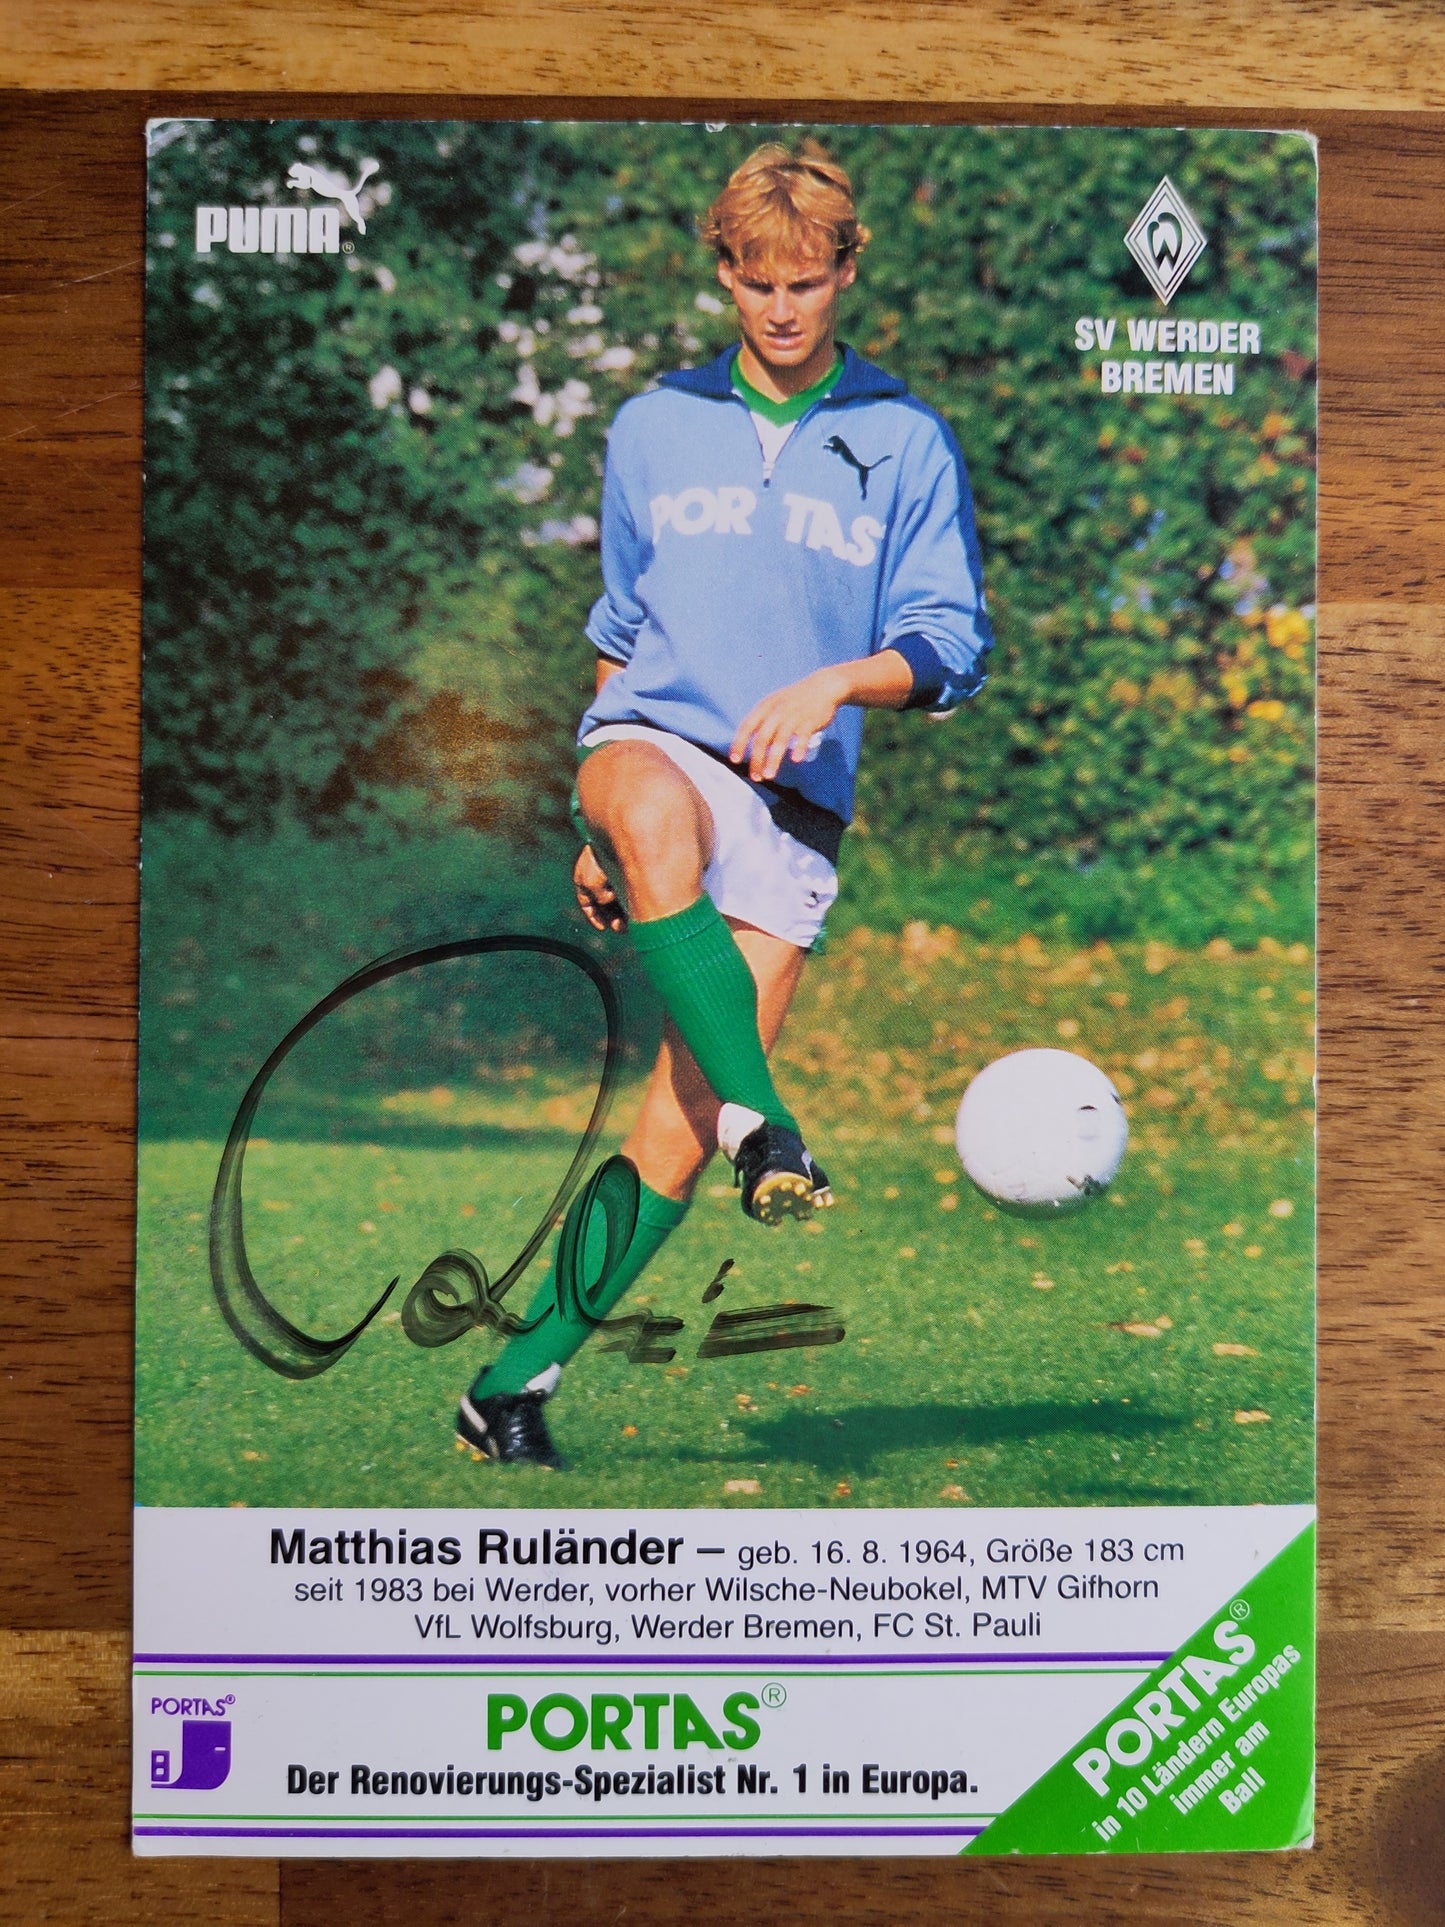 PUMA®
SV WERDER
BREMEN
PORTAS
Matthias Ruländer – geb. 16. 8. 1964, Größe 183 cm
seit 1983 bei Werder, vorher Wilsche-Neubokel, MTV Gifhorn
VfL Wolfsburg, Werder Bremen, FC St. Pauli
PORTAS®
PORTAS®
Der Renovierungs-Spezialist Nr. 1 in Europa.
PORTAS®
in 10 Ländern Europas
immer am
Ball